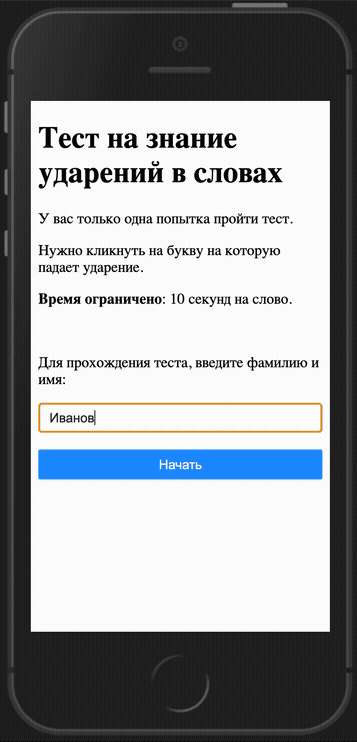 Тест на знание
ударений в словах
У вас только одна попытка пройти тест.
Нужно кликнуть на букву на которую
падает ударение.
Время ограничено: 10 секунд на слово.
Для прохождения теста, введите фамилию и
имя:
Иванов
Начать